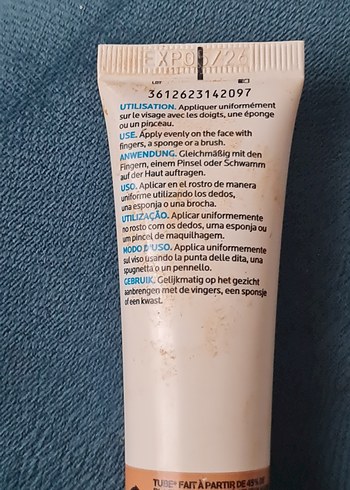 EXP05/24
3612623142097
UTILISATION. Appliquer uniformément
sur le visage avec les doigts, une éponge
ou un pinceau.
USE. Apply evenly on the face with
fingers, a sponge or a brush.
ANWENDUNG. Gleichmäßig mit den
Fingern, einem Pinsel oder Schwamm
auf der Haut auftragen.
USO. Aplicar en el rostro de manera
uniforme utilizando los dedos,
una esponja o una brocha.
UTILIZAÇÃO. Aplicar uniformemente
no rosto com os dedos, uma esponja ou
um pincel de maquilhagem.
MODO D'USO. Applica uniformemente
sul viso usando la punta delle dita, una
spugnetta o un pennello.
GEBRUIK. Gelijkmatig op het gezicht
aanbrengen met de vingers, een sponsje
of een kwast.
TUBE* FAIT À PARTIR DE 45% DE